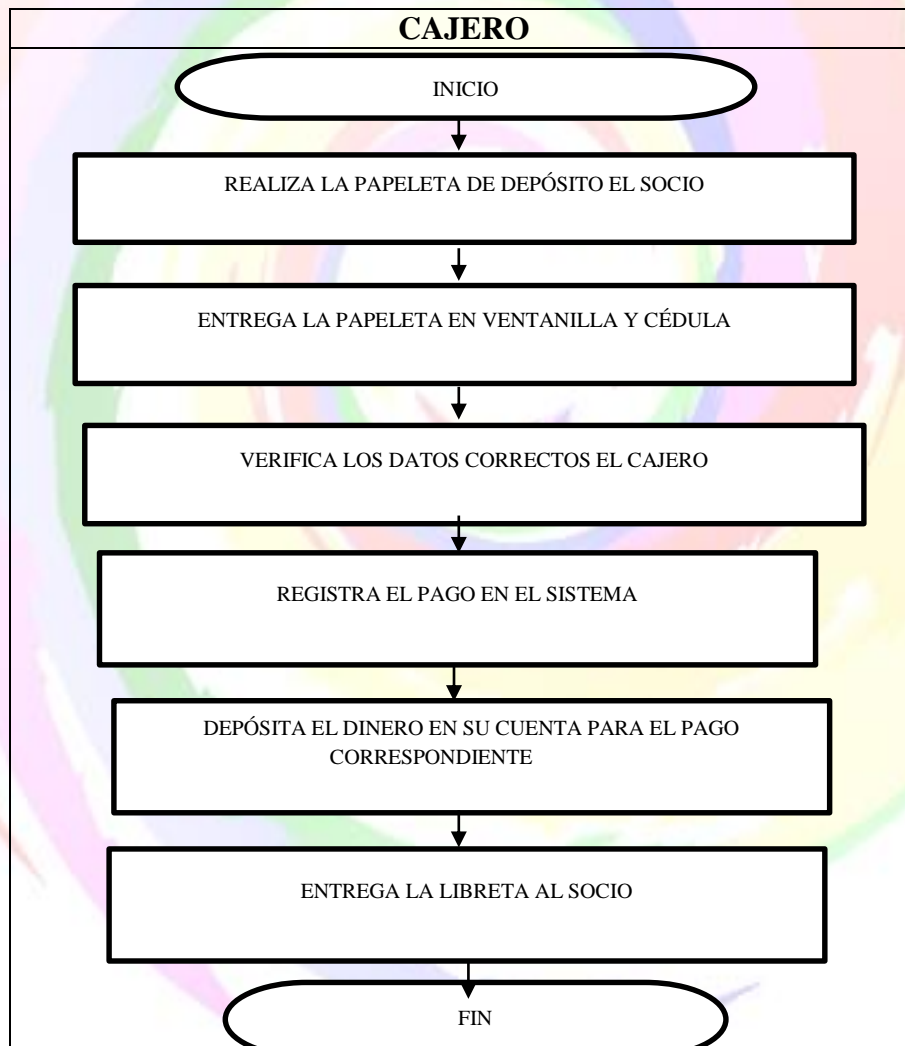 CAJERO
INICIO
REALIZA LA PAPELETA DE DEPÓSITO EL SOCIO
ENTREGA LA PAPELETA EN VENTANILLA Y CÉDULA
VERIFICA LOS DATOS CORRECTOS EL CAJERO
REGISTRA EL PAGO EN EL SISTEMA
DEPÓSITA EL DINERO EN SU CUENTA PARA EL PAGO
CORRESPONDIENTE
ENTREGA LA LIBRETA AL SOCIO
FIN